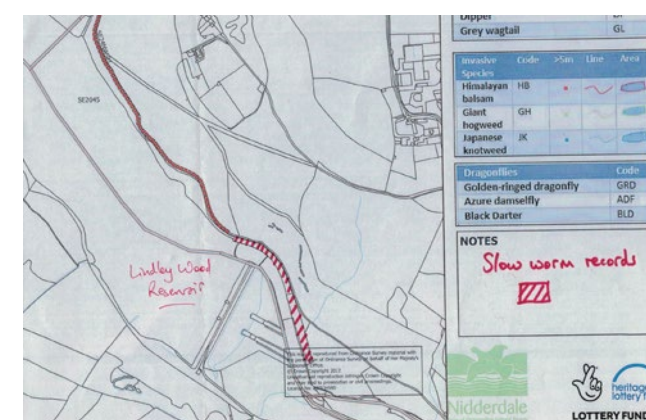 Dipper
Grey wagtail GL
Invasive Species Code >5m Line Area
Himalayan balsam HB
Giant hogweed GH
Japanese knotweed JK
Dragonflies Code
Golden-ringed dragonfly GRD
Azure damselfly ADF
Black Darter BLD
NOTES
Slow worm records
SE2045
Lindley Wood
Reservoir
Nidderdale
heritage
lottery
LOTTERY FUND